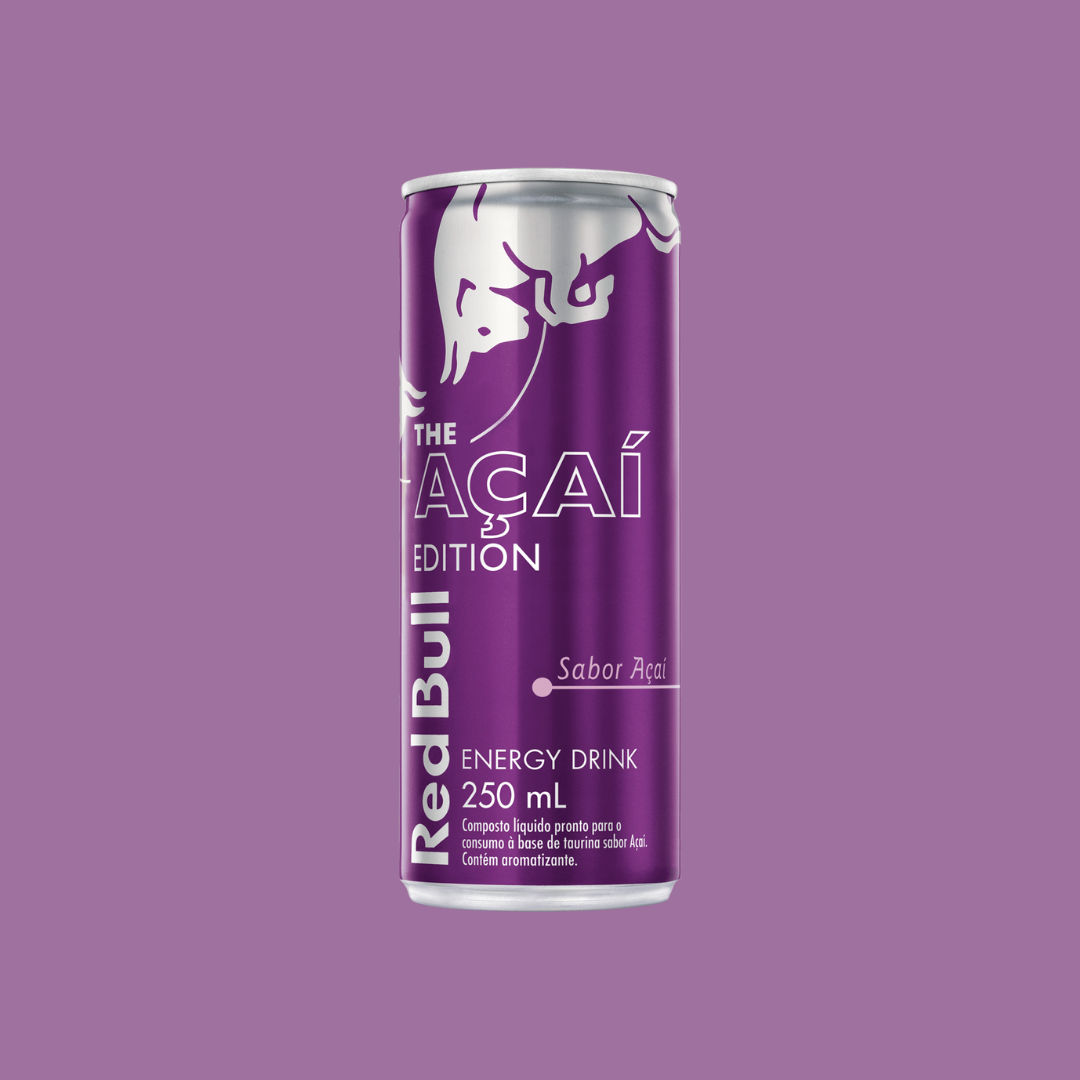 THE
AÇAÍ
EDITION
Red Bull
Sabor Açaí
ENERGY DRINK
250 mL
Composto líquido pronto para o
consumo à base de taurina sabor Açaí.
Contém aromatizante.